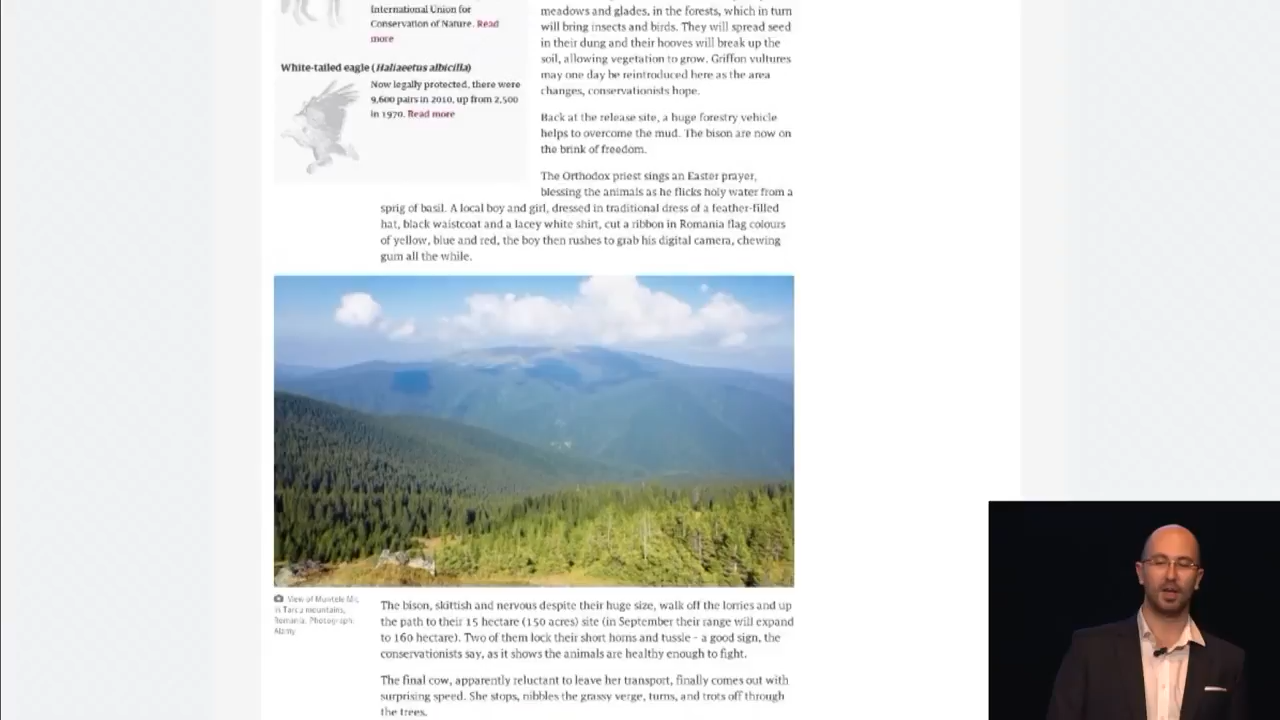 International Union for
Conservation of Nature. Read
more
White-tailed eagle (Haliaeetus albicilla)
Now legally protected, there were
9,600 pairs in 2010, up from 2,500
in 1970. Read more
meadows and glades, in the forests, which in turn
will bring insects and birds. They will spread seed
in their dung and their hooves will break up the
soil, allowing vegetation to grow. Griffon vultures
may one day be reintroduced here as the area
changes, conservationists hope.
Back at the release site, a huge forestry vehicle
helps to overcome the mud. The bison are now on
the brink of freedom.
The Orthodox priest sings an Easter prayer,
blessing the animals as he flicks holy water from a
sprig of basil. A local boy and girl, dressed in traditional dress of a feather-filled
hat, black waistcoat and a lacey white shirt, cut a ribbon in Romania flag colours
of yellow, blue and red, the boy then rushes to grab his digital camera, chewing
gum all the while.
View of Muntele Mic
in Tarcu mountains,
Romania. Photograph:
Alamy
The bison, skittish and nervous despite their huge size, walk off the lorries and up
the path to their 15 hectare (150 acres) site (in September their range will expand
to 160 hectare). Two of them lock their short horns and tussle - a good sign, the
conservationists say, as it shows the animals are healthy enough to fight.
The final cow, apparently reluctant to leave her transport, finally comes out with
surprising speed. She stops, nibbles the grassy verge, turns, and trots off through
the trees.